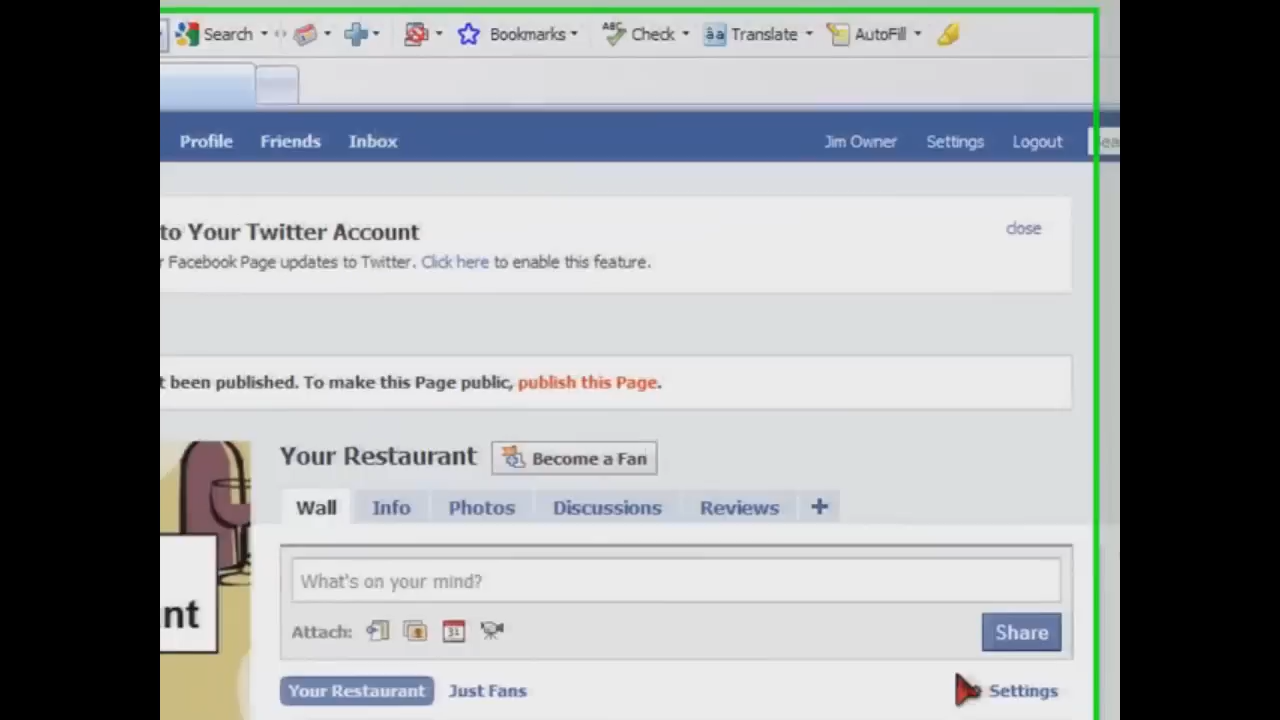 Search Bookmarks ABC Check áà Translate AutoFill
Profile Friends Inbox Jim Owner Settings Logout
to Your Twitter Account close
Facebook Page updates to Twitter. Click here to enable this feature.
been published. To make this Page public, publish this Page.
Your Restaurant Become a Fan
Wall Info Photos Discussions Reviews +
What's on your mind?
nt
Attach: 31 Share
Your Restaurant Just Fans Settings